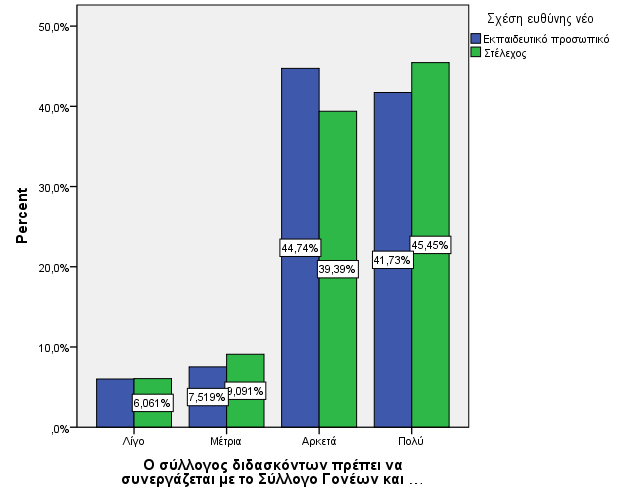 Σχέση ευθύνης νέο
Εκπαιδευτικό προσωπικό
Στέλεχος
Percent
50,0%
40,0%
30,0%
20,0%
10,0%
,0%
44,74%
39,39%
41,73%
45,45%
6,061%
7,519%
9,091%
Λίγο
Μέτρια
Αρκετά
Πολύ
Ο σύλλογος διδασκόντων πρέπει να
συνεργάζεται με το Σύλλογο Γονέων και ...